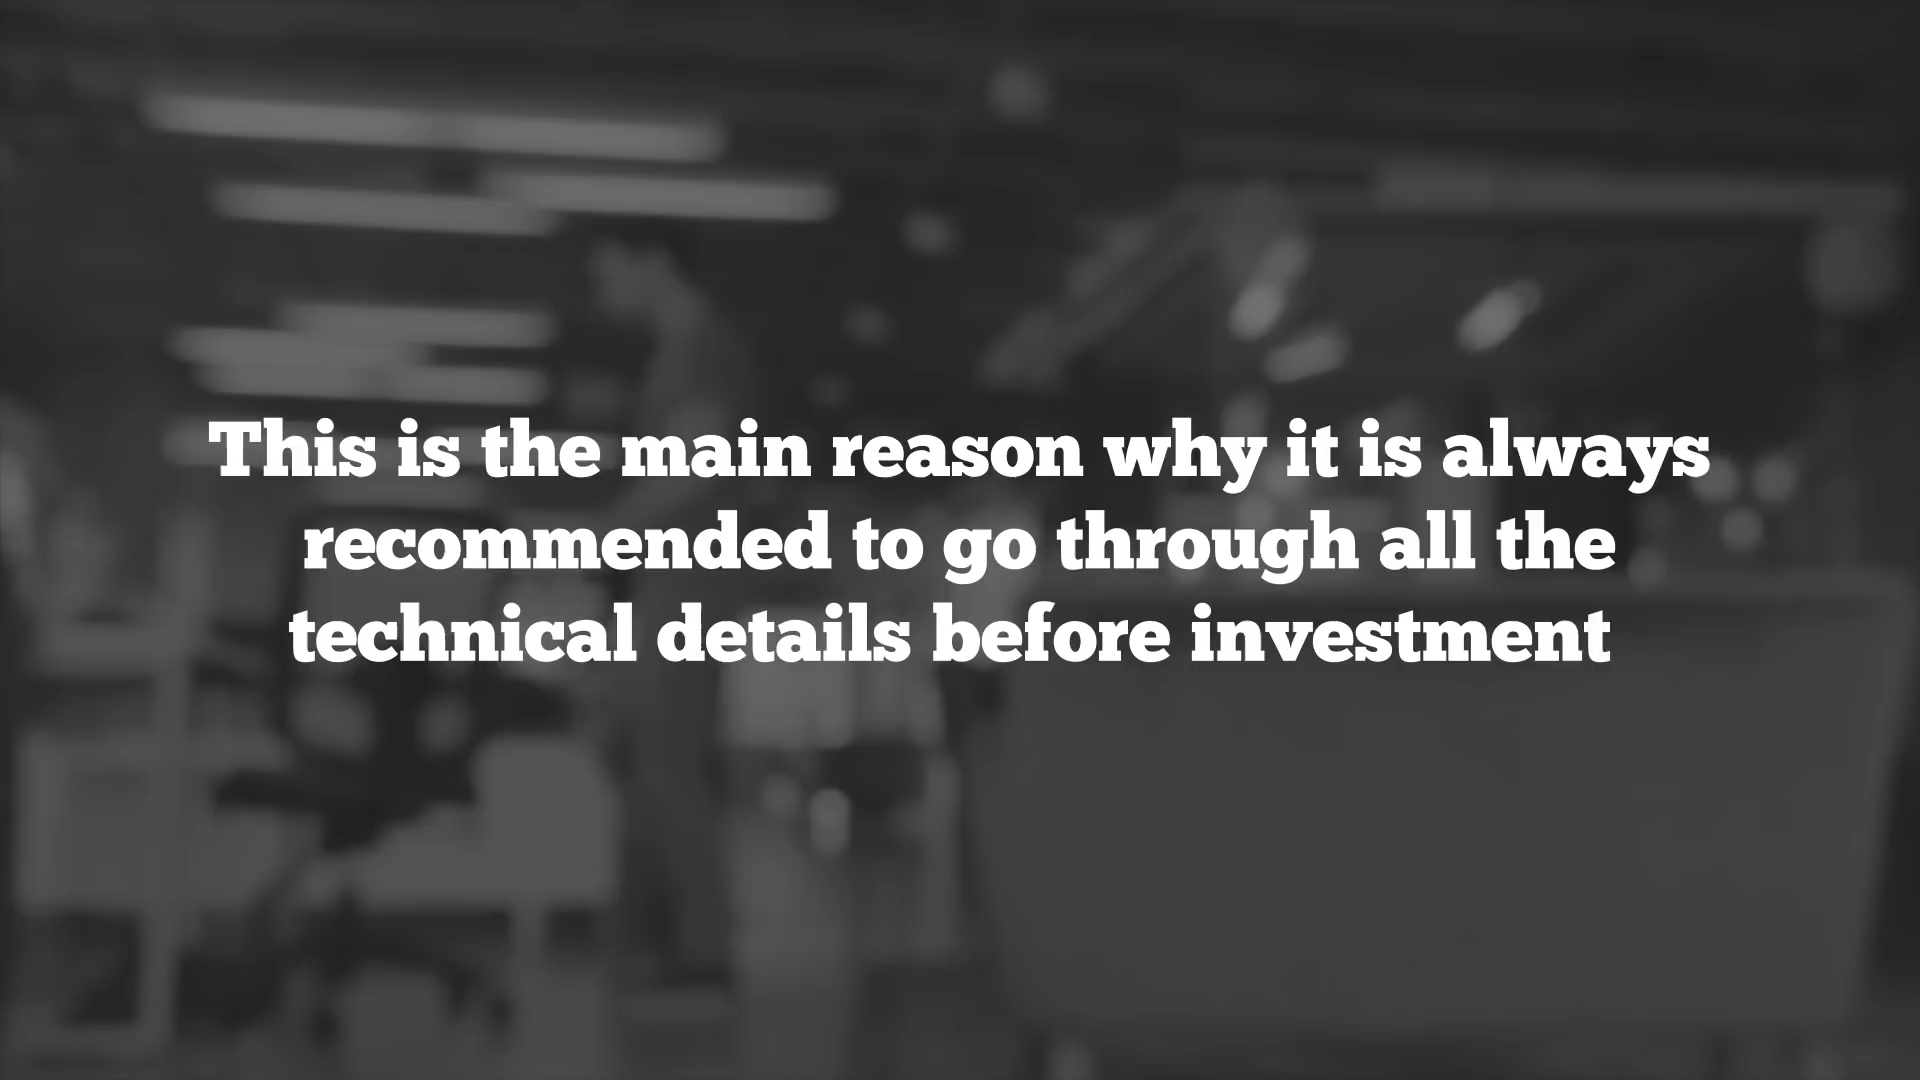 This is the main reason why it is always
recommended to go through all the
technical details before investment